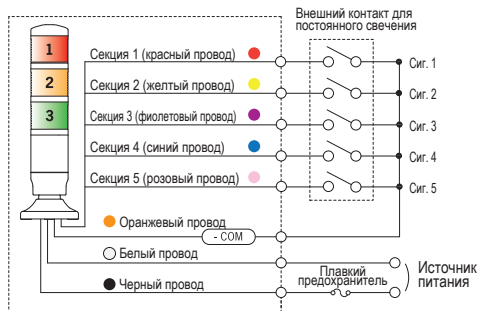 Внешний контакт для
постоянного свечения
1
2
3
Секция 1 (красный провод)
Сиг. 1
Секция 2 (желтый провод)
Сиг. 2
Секция 3 (фиолетовый провод)
Сиг. 3
Секция 4 (синий провод)
Сиг. 4
Секция 5 (розовый провод)
Сиг. 5
Оранжевый провод
- COM
Белый провод
Черный провод
Плавкий
предохранитель
Источник
питания